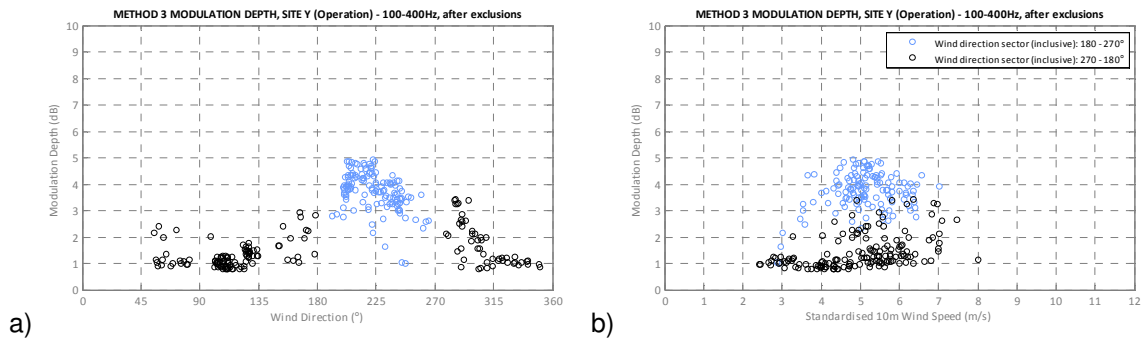 METHOD 3 MODULATION DEPTH, SITE Y (Operation) - 100-400Hz, after exclusions
10
9
8
7
6
5
4
3
2
1
0
Modulation Depth (dB)
0 45 90 135 180 225 270 315 360
Wind Direction (°)
a)
METHOD 3 MODULATION DEPTH, SITE Y (Operation) - 100-400Hz, after exclusions
Wind direction sector (inclusive): 180 - 270°
Wind direction sector (inclusive): 270 - 180°
10
9
8
7
6
5
4
3
2
1
0
Modulation Depth (dB)
0 1 2 3 4 5 6 7 8 9 10 11 12
Standardised 10m Wind Speed (m/s)
b)